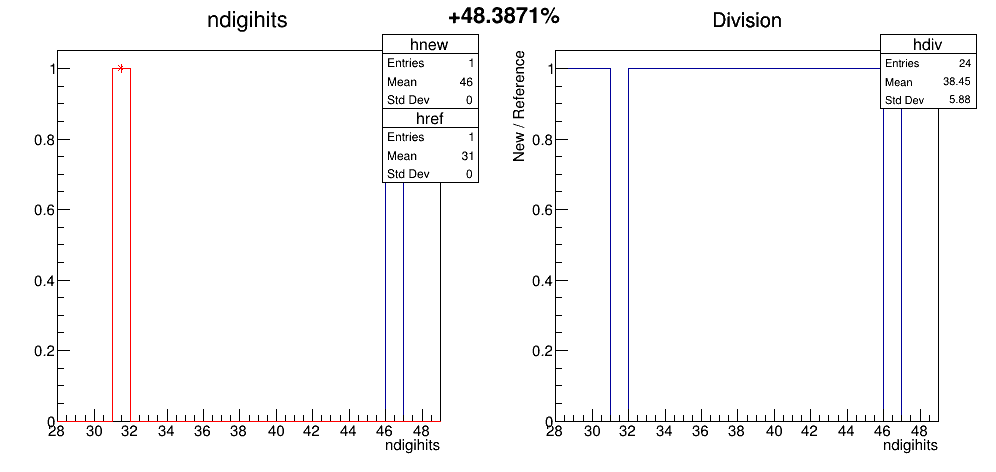 +48.3871%
ndigihits
hnew
Entries 1
Mean 46
Std Dev 0
href
Entries 1
Mean 31
Std Dev 0
1
0.8
0.6
0.4
0.2
0
28 30 32 34 36 38 40 42 44 46 48
ndigihits
Division
hdiv
Entries 24
Mean 38.45
Std Dev 5.88
New / Reference
1
0.8
0.6
0.4
0.2
0
28 30 32 34 36 38 40 42 44 46 48
ndigihits